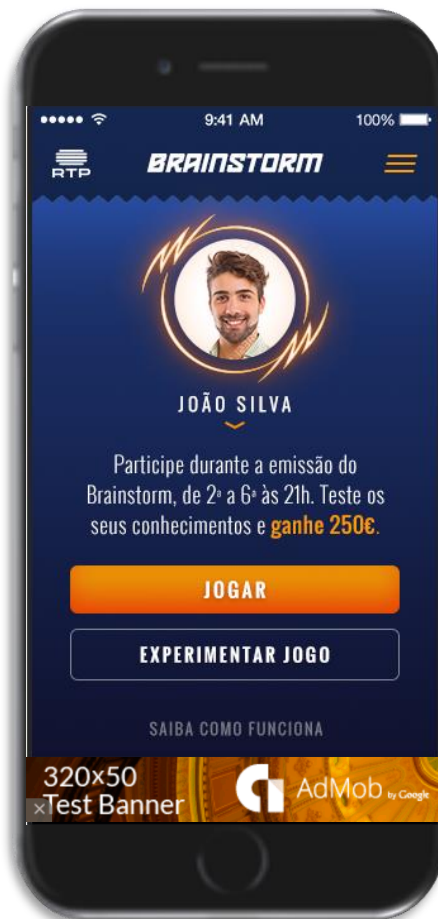 9:41 AM 100%
RTP BRAINSTORM
JOÃO SILVA
Participe durante a emissão do
Brainstorm, de 2ª a 6ª às 21h. Teste os
seus conhecimentos e ganhe 250€.
JOGAR
EXPERIMENTAR JOGO
SAIBA COMO FUNCIONA
320x50
Test Banner
AdMob by Google